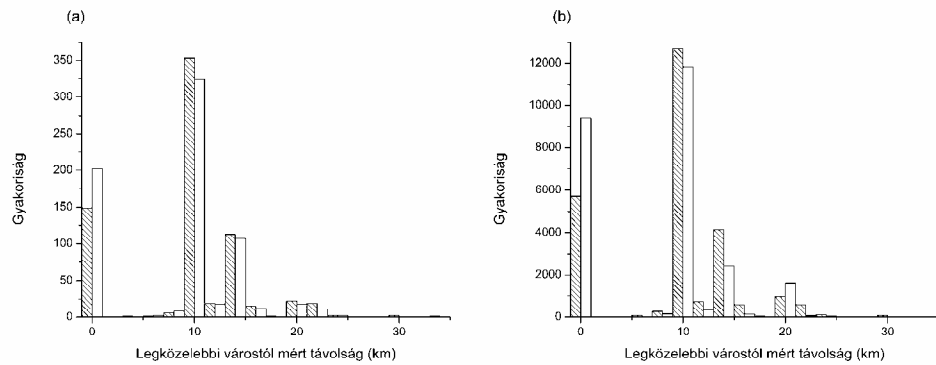 (a)
350
300
250
200
150
100
50
0
Gyakoriság
0 10 20 30
Legközelebbi várostól mért távolság (km)
(b)
12000
10000
8000
6000
4000
2000
0
Gyakoriság
0 10 20 30
Legközelebbi várostól mért távolság (km)